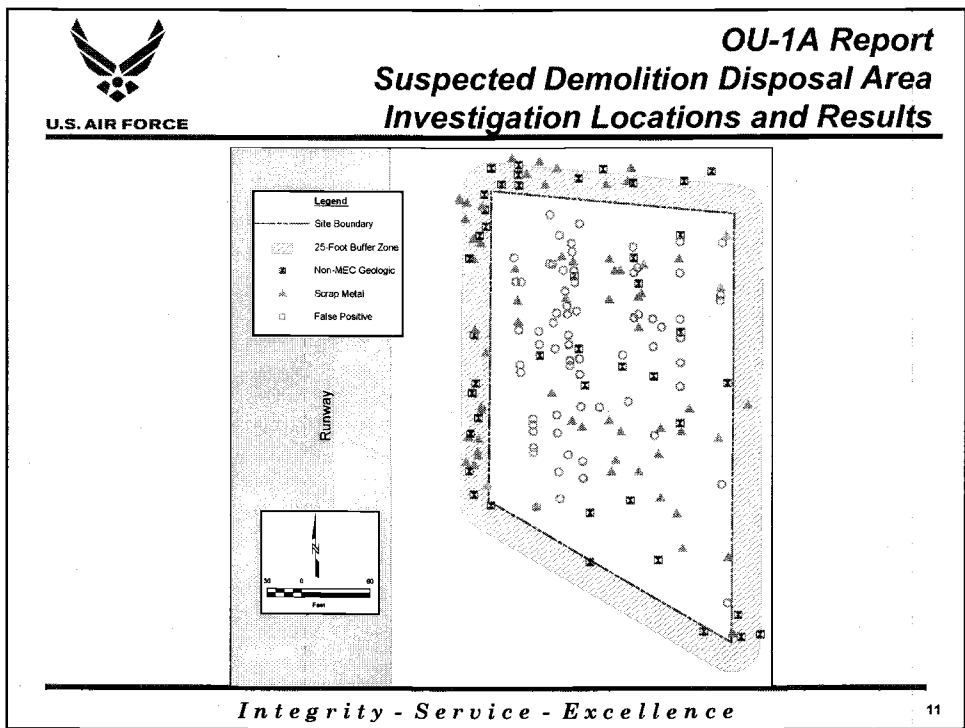 OU-1A Report
Suspected Demolition Disposal Area
Investigation Locations and Results
U.S. AIR FORCE
Legend
Site Boundary
25-Foot Buffer Zone
Non-MEC Geologic
Scrap Metal
False Positive
Runway
N
30 0 60
Feet
Integrity - Service - Excellence
11